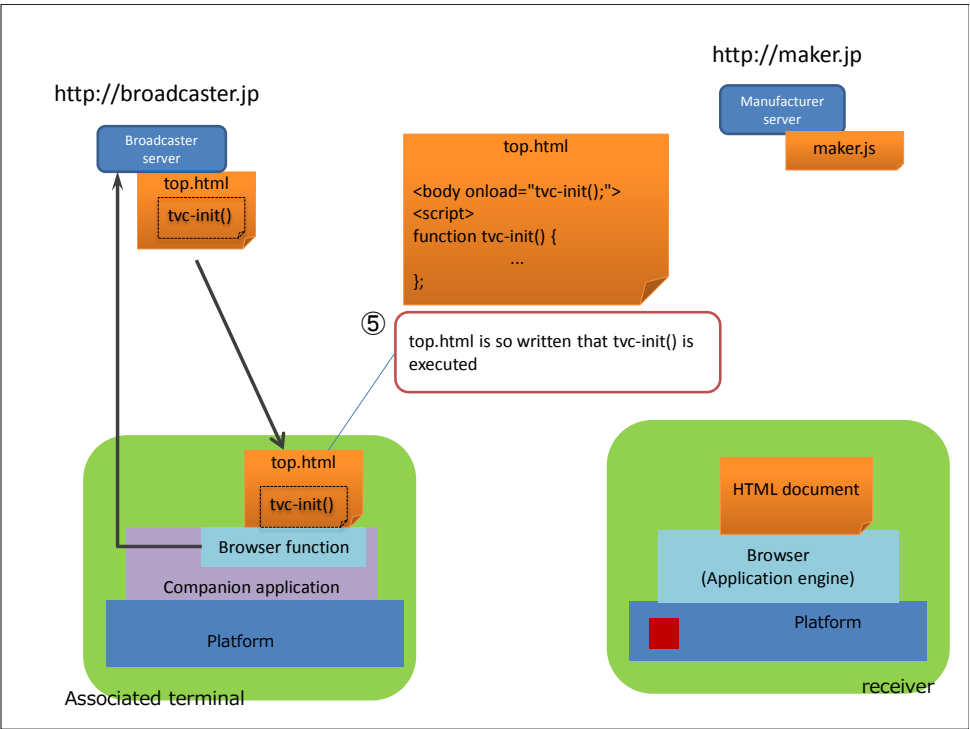 http://maker.jp
http://broadcaster.jp
Manufacturer
server
maker.js
Broadcaster
server
top.html
tvc-init()
top.html
<body onload="tvc-init();">
<script>
function tvc-init() {
...
};
⑤
top.html is so written that tvc-init() is
executed
top.html
tvc-init()
Browser function
Companion application
Platform
Associated terminal
HTML document
Browser
(Application engine)
Platform
receiver